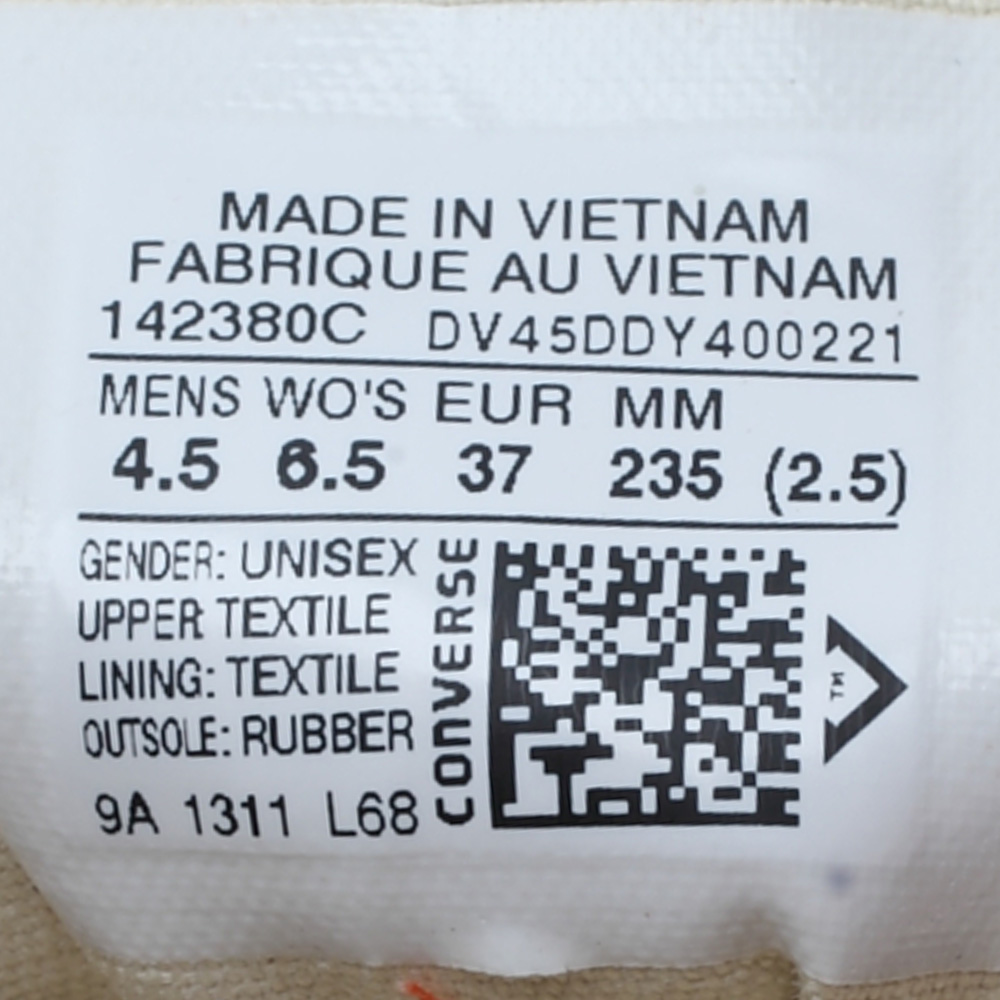 MADE IN VIETNAM
FABRIQUE AU VIETNAM
142380C DV45DDY400221
MENS WO'S EUR MM
4.5 6.5 37 235 (2.5)
GENDER: UNISEX
UPPER: TEXTILE
LINING: TEXTILE
OUTSOLE: RUBBER
9A 1311 L68
CONVERSE
TM